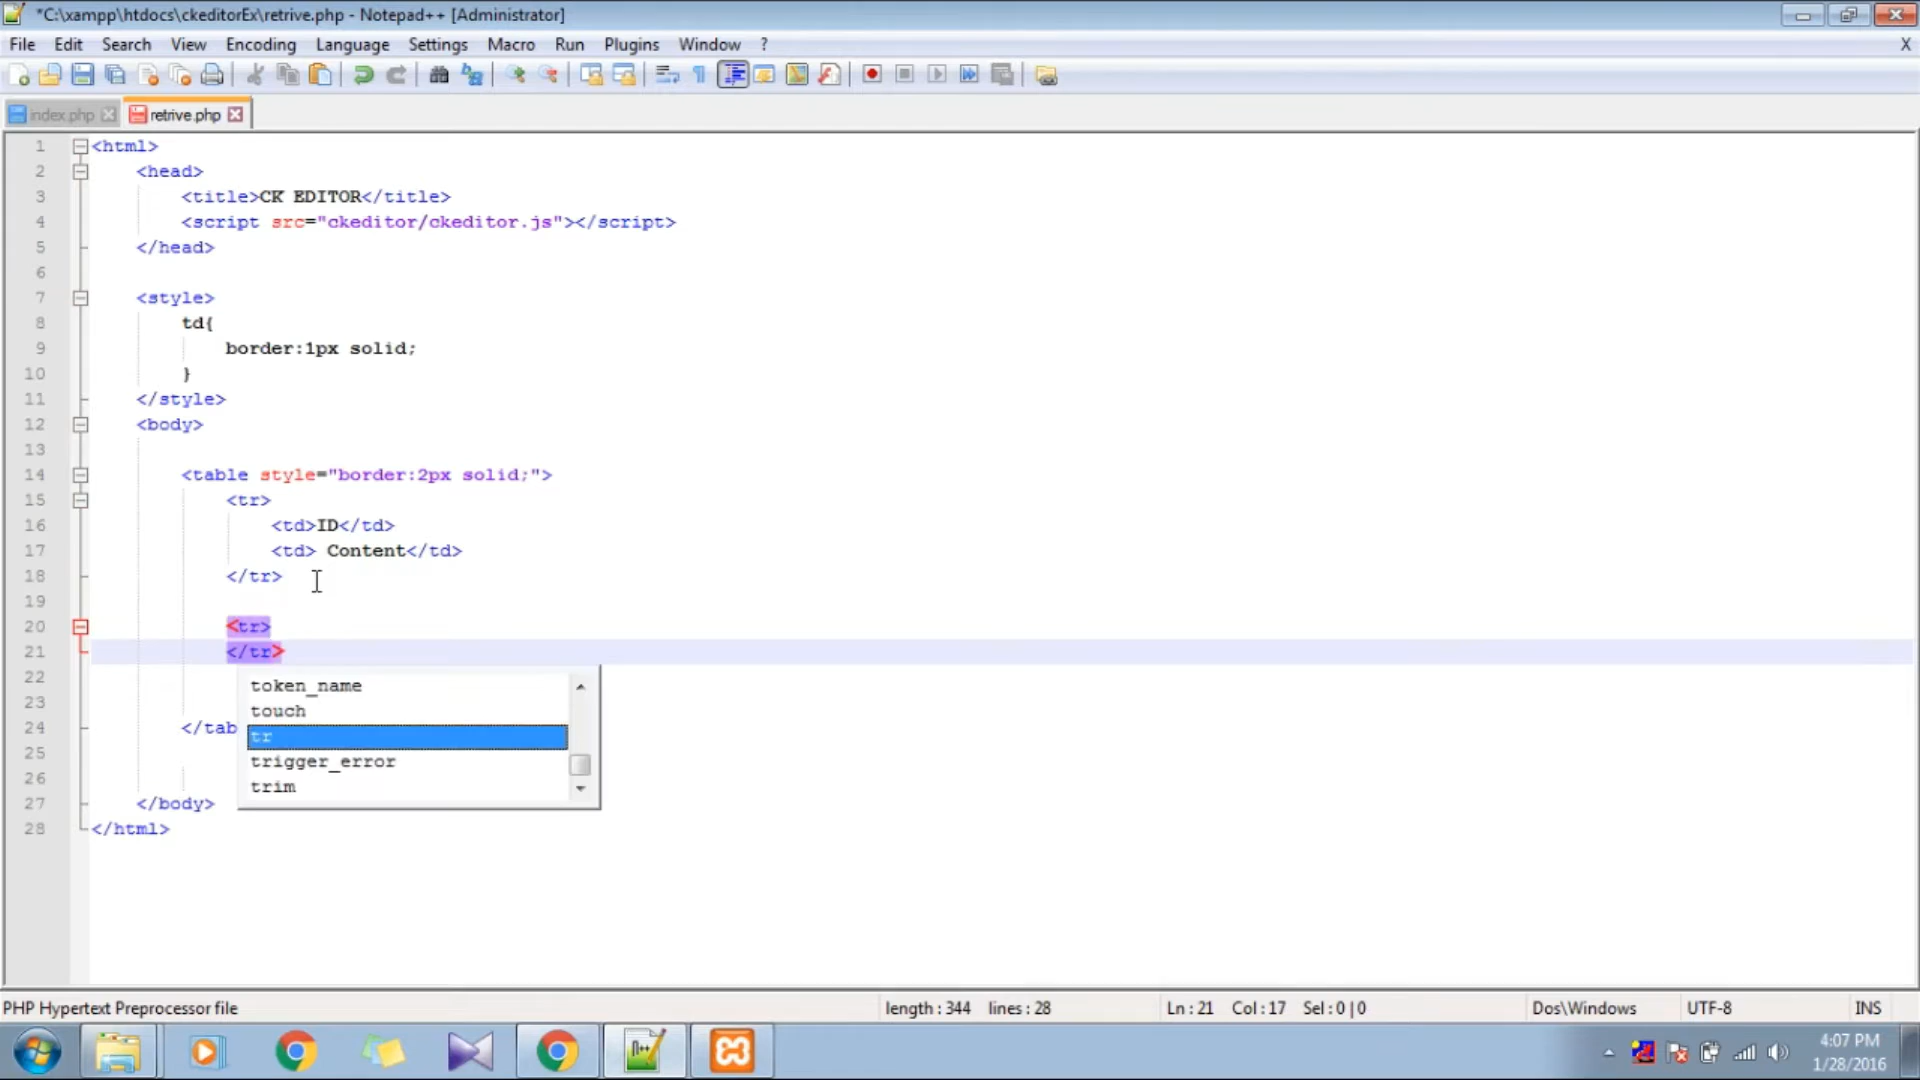 *C:\xampp\htdocs\ckeditorEx\retrive.php - Notepad++ [Administrator]
File Edit Search View Encoding Language Settings Macro Run Plugins Window ? X
index.php retrive.php
1 <html>
2 <head>
3 <title>CK EDITOR</title>
4 <script src="ckeditor/ckeditor.js"></script>
5 </head>
6
7 <style>
8 td{
9 border:1px solid;
10 }
11 </style>
12 <body>
13
14 <table style="border:2px solid;">
15 <tr>
16 <td>ID</td>
17 <td> Content</td>
18 </tr>
19
20 <tr>
21 </tr>
22 token_name
23 touch
24 </tab tr
25 trigger_error
26 trim
27 </body>
28 </html>
PHP Hypertext Preprocessor file length : 344 lines : 28 Ln : 21 Col : 17 Sel : 0 | 0 Dos\Windows UTF-8 INS
4:07 PM
1/28/2016